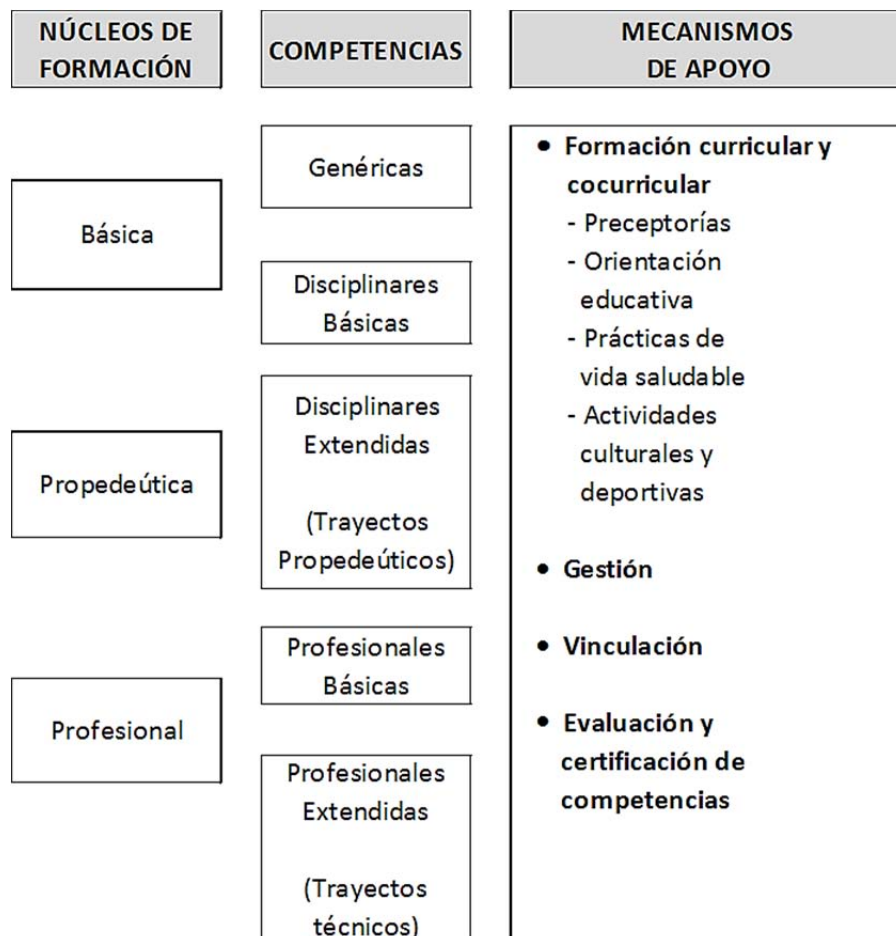 NÚCLEOS DE
FORMACIÓN
COMPETENCIAS
MECANISMOS
DE APOYO
Básica
Propedeútica
Profesional
Genéricas
Disciplinares
Básicas
Disciplinares
Extendidas
(Trayectos
Propedeúticos)
Profesionales
Básicas
Profesionales
Extendidas
(Trayectos
técnicos)
• Formación curricular y
cocurricular
- Preceptorías
- Orientación
educativa
- Prácticas de
vida saludable
- Actividades
culturales y
deportivas
• Gestión
• Vinculación
• Evaluación y
certificación de
competencias